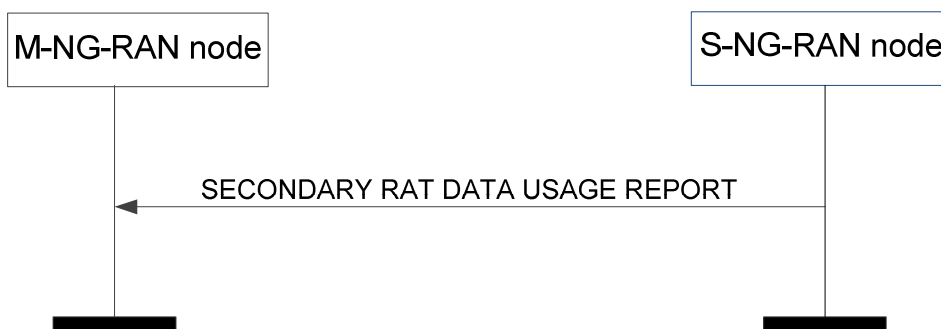 M-NG-RAN node
S-NG-RAN node
SECONDARY RAT DATA USAGE REPORT